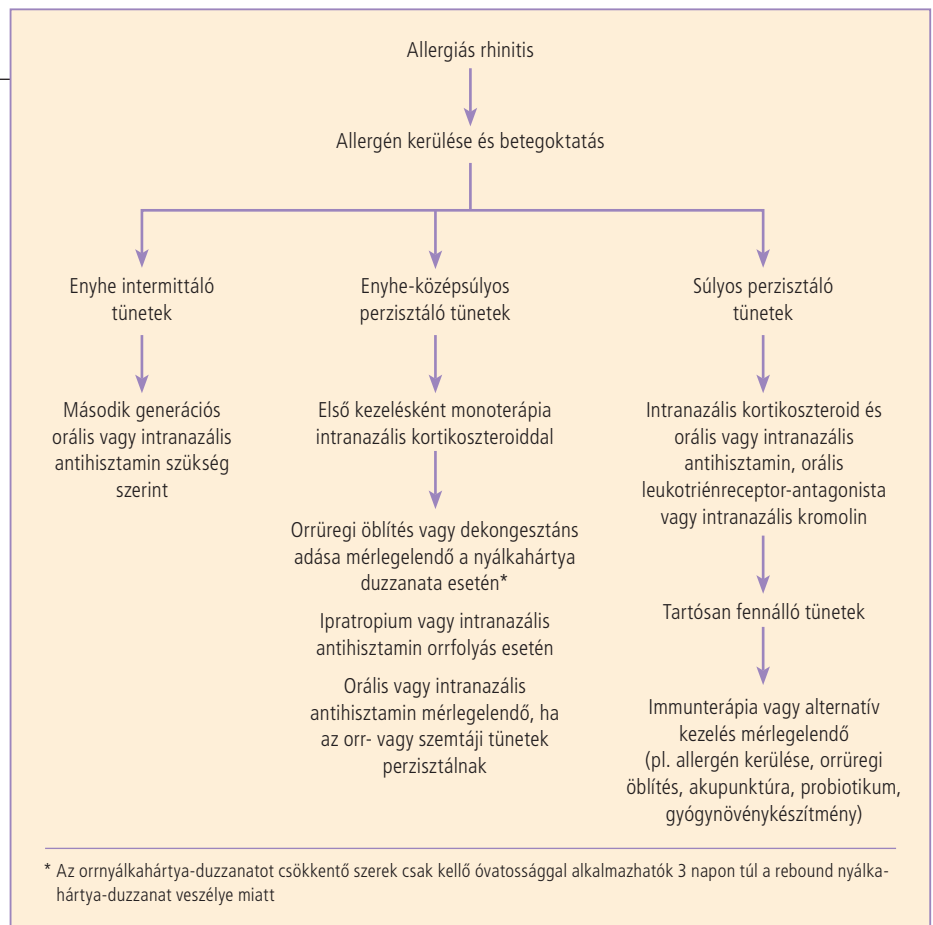 Allergiás rhinitis
Allergén kerülése és betegoktatás
Enyhe intermittáló
tünetek
Második generációs
orális vagy intranazális
antihisztamin szükség
szerint
Enyhe-középsúlyos
perzisztáló tünetek
Első kezelésként monoterápia
intranazális kortikoszteroiddal
Orrüregi öblítés vagy dekongesztáns
adása mérlegelendő a nyálkahártya
duzzanata esetén*
Ipratropium vagy intranazális
antihisztamin orrfolyás esetén
Orális vagy intranazális
antihisztamin mérlegelendő, ha
az orr- vagy szemtáji tünetek
perzisztálnak
Súlyos perzisztáló
tünetek
Intranazális kortikoszteroid és
orális vagy intranazális
antihisztamin, orális
leukotriénreceptor-antagonista
vagy intranazális kromolin
Tartósan fennálló tünetek
Immunterápia vagy alternatív
kezelés mérlegelendő
(pl. allergén kerülése, orrüregi
öblítés, akupunktúra, probiotikum,
gyógynövénykészítmény)
* Az orrnyálkahártya-duzzanatot csökkentő szerek csak kellő óvatossággal alkalmazhatók 3 napon túl a rebound nyálka-
hártya-duzzanat veszélye miatt